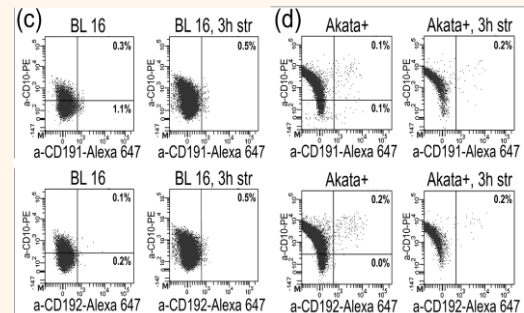 (c)
BL 16
BL 16, 3h str
(d)
Akata+
Akata+, 3h str
0.3%
0.5%
0.1%
0.2%
1.1%
0.1%
a-CD10-PE
a-CD10-PE
a-CD10-PE
a-CD10-PE
a-CD191-Alexa 647
a-CD191-Alexa 647
a-CD191-Alexa 647
a-CD191-Alexa 647
BL 16
BL 16, 3h str
Akata+
Akata+, 3h str
0.1%
0.5%
0.2%
0.2%
0.2%
0.0%
a-CD10-PE
a-CD10-PE
a-CD10-PE
a-CD10-PE
a-CD192-Alexa 647
a-CD192-Alexa 647
a-CD192-Alexa 647
a-CD192-Alexa 647